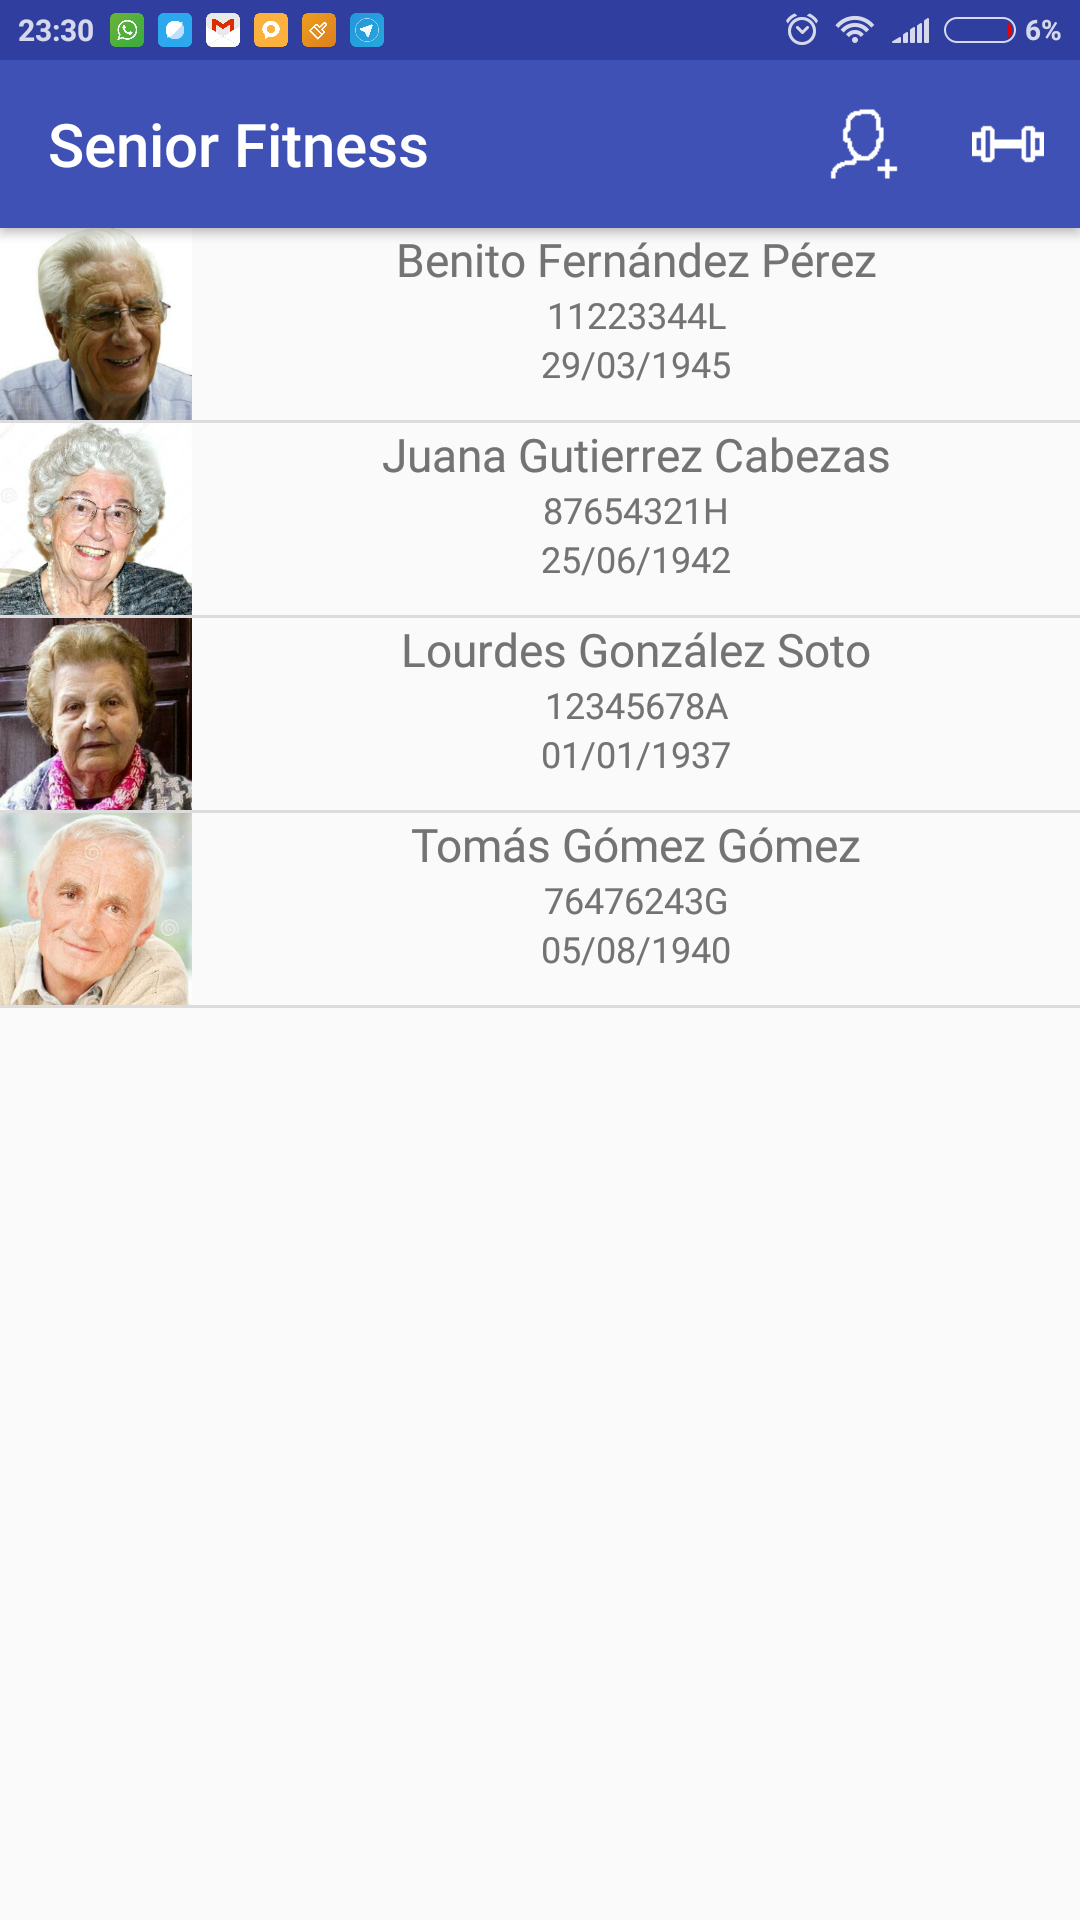 23:30
6%
Senior Fitness
Benito Fernández Pérez
11223344L
29/03/1945
Juana Gutierrez Cabezas
87654321H
25/06/1942
Lourdes González Soto
12345678A
01/01/1937
Tomás Gómez Gómez
76476243G
05/08/1940